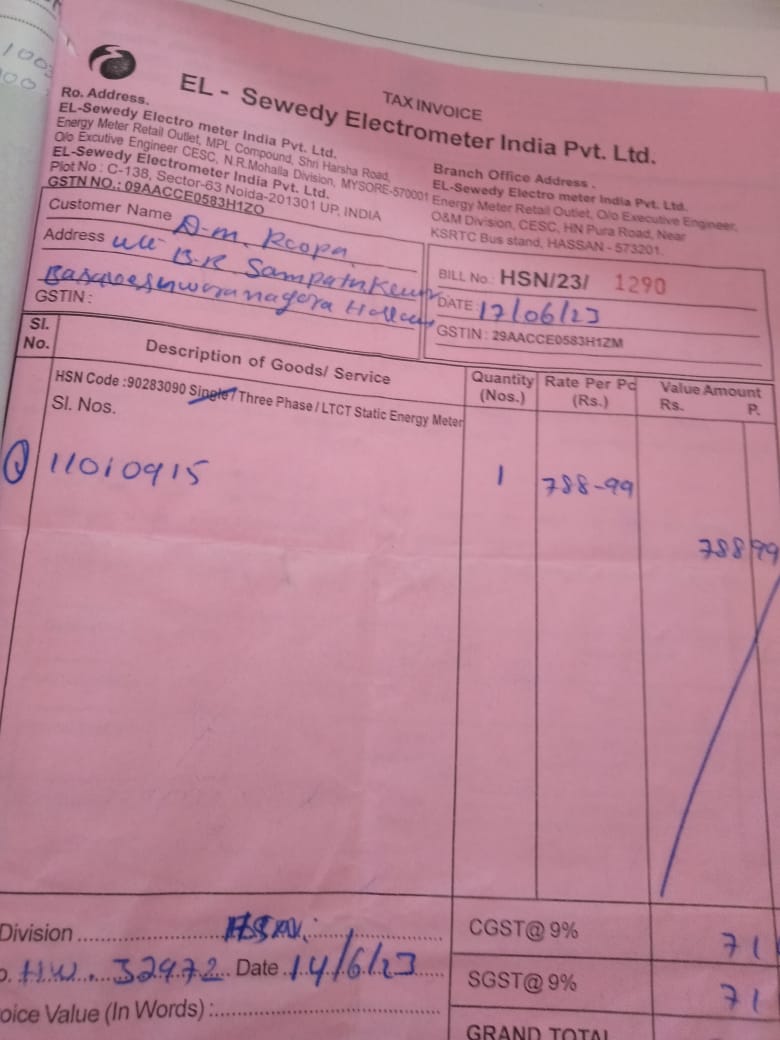 TAX INVOICE
EL - Sewedy Electrometer India Pvt. Ltd.
Ro. Address.
EL-Sewedy Electro meter India Pvt. Ltd.
Energy Meter Retail Outlet, MPL Compound, Shri Harsha Road,
O/o Excutive Engineer CESC, N.R.Mohalla Division, MYSORE-570001
EL-Sewedy Electrometer India Pvt. Ltd.
Plot No : C-138, Sector-63 Noida-201301 UP, INDIA
GSTN NO.: 09AACCE0583H1ZO
Branch Office Address .
EL-Sewedy Electro meter India Pvt. Ltd.
Energy Meter Retail Outlet, O/o Executive Engineer,
O&M Division, CESC, HN Pura Road, Near
KSRTC Bus stand, HASSAN - 573201.
Customer Name D-m. Roopa
Address B.R Sampath
GSTIN :
BILL No.: HSN/23/ 1290
DATE 17/06/23
GSTIN : 29AACCE0583H1ZM
Sl. No. Description of Goods/ Service Quantity (Nos.) Rate Per Pc (Rs.) Value Amount Rs. P.
HSN Code :90283090 Single / Three Phase / LTCT Static Energy Meter
Sl. Nos.
11010915 1 788-99
788 99
Division
CGST@ 9% 71
32972 Date 14/6/23
SGST@ 9% 71
oice Value (In Words) :
GRAND TOTAL